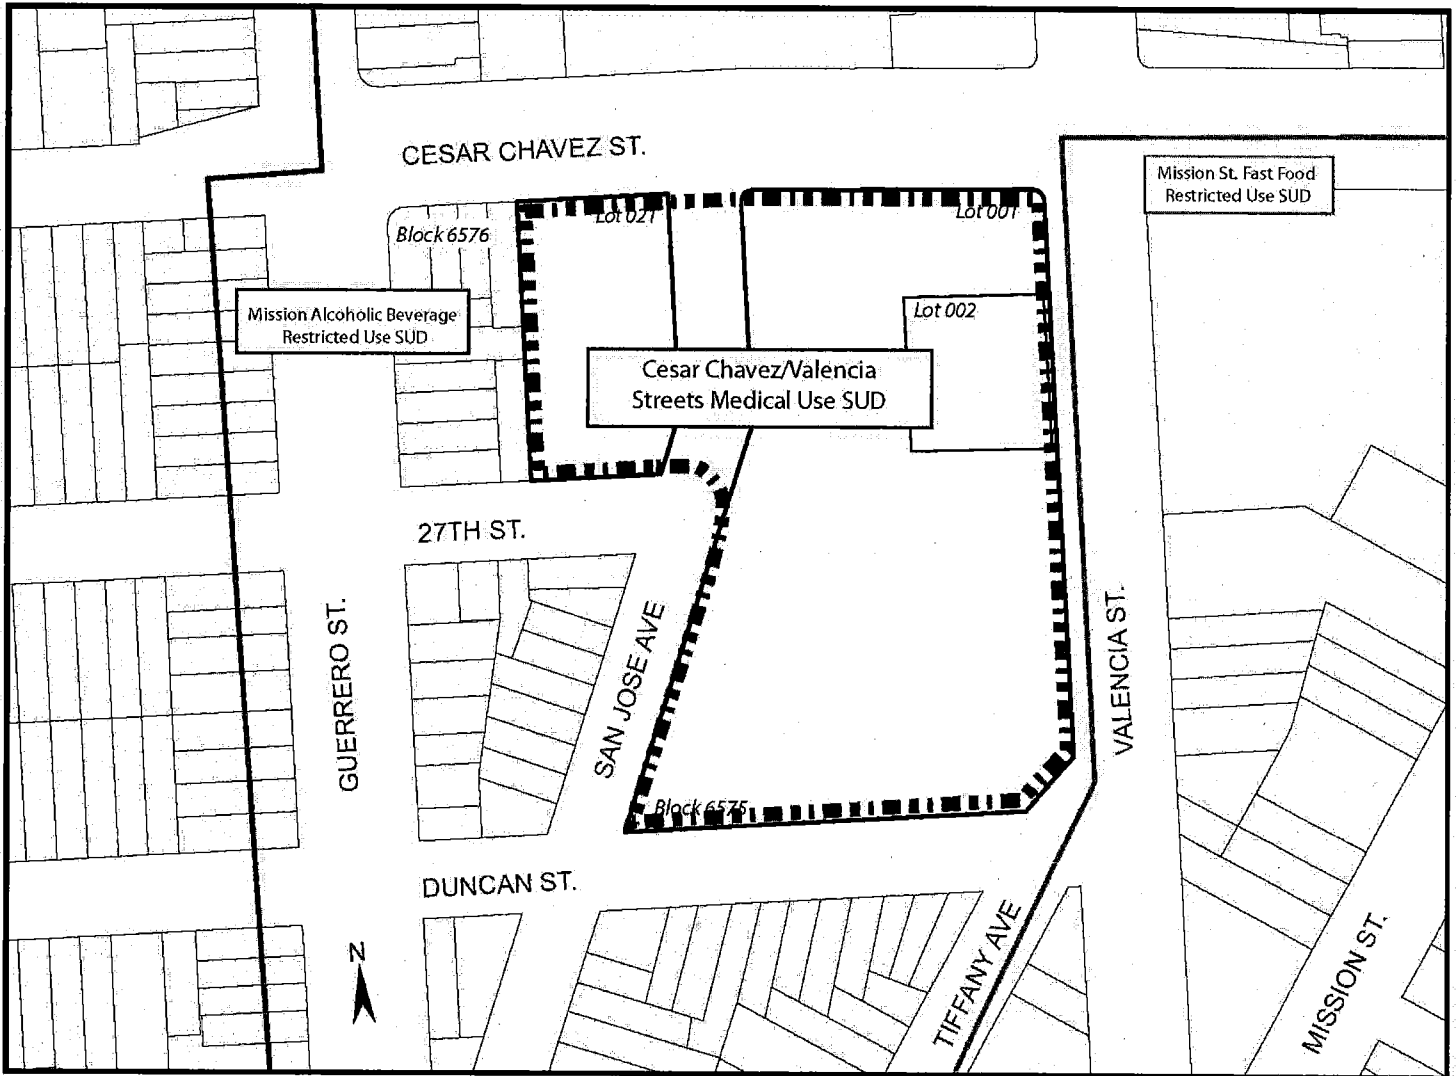 CESAR CHAVEZ ST.
Mission St. Fast Food
Restricted Use SUD
Lot 021
Lot 001
Block 6576
Mission Alcoholic Beverage
Restricted Use SUD
Lot 002
Cesar Chavez/Valencia
Streets Medical Use SUD
27TH ST.
GUERRERO ST.
SAN JOSE AVE
VALENCIA ST.
Block 6575
DUNCAN ST.
N
TIFFANY AVE
MISSION ST.